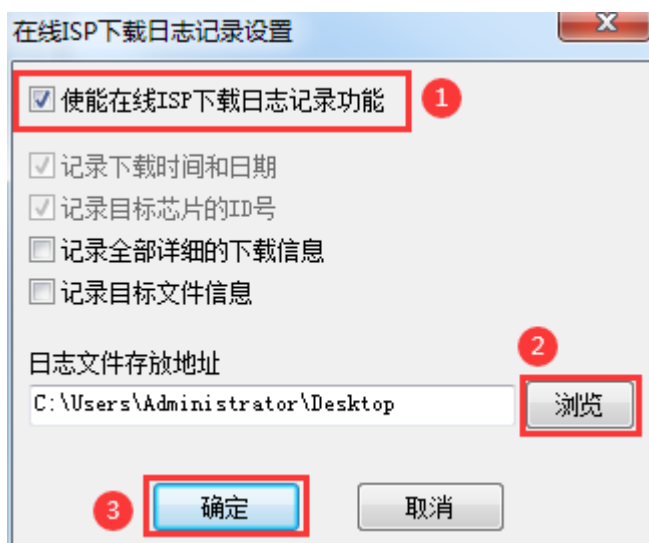 在线ISP下载日志记录设置
使能在线ISP下载日志记录功能 1
记录下载时间和日期
记录目标芯片的ID号
记录全部详细的下载信息
记录目标文件信息
2
日志文件存放地址
C:\Users\Administrator\Desktop 浏览
3 确定 取消